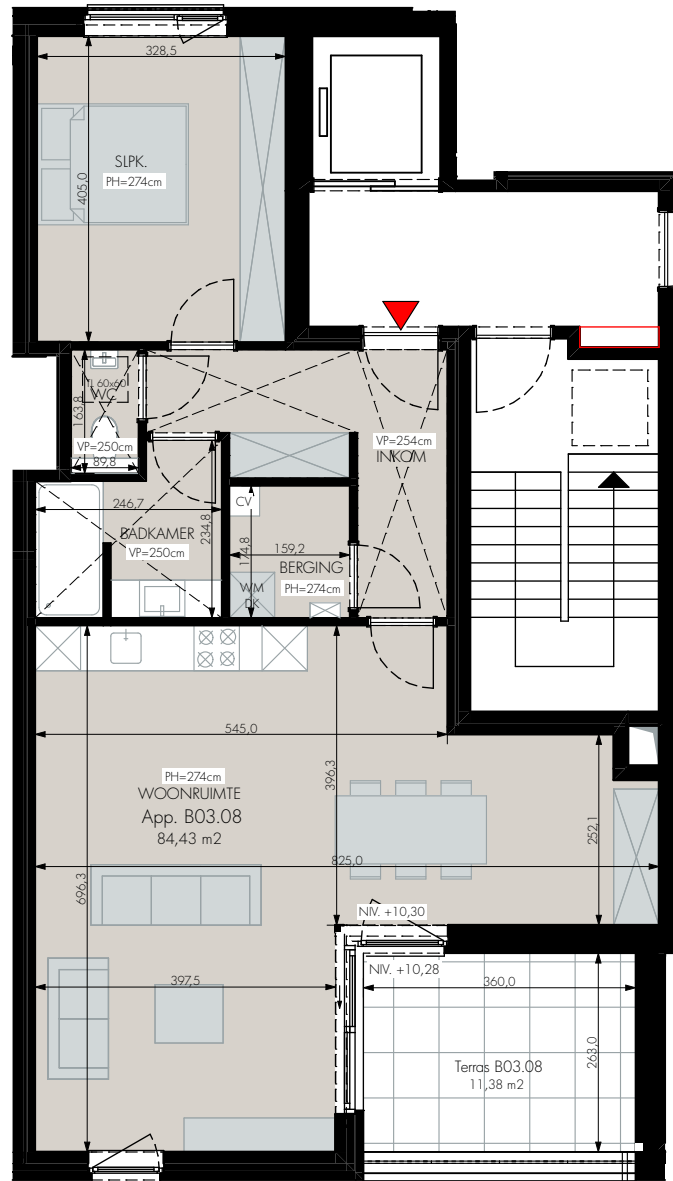 328,5
SLPK.
PH=274cm
405,0
60x60
WC
163,8
VP=250cm
89,8
VP=254cm
INKOM
246,7
CV
BADKAMER
VP=250cm
234,8
174,8
159,2
BERGING
PH=274cm
WM
DK
545,0
396,3
PH=274cm
WOONRUIMTE
App. B03.08
84,43 m2
252,1
825,0
696,3
NIV. +10,30
NIV. +10,28
397,5
360,0
263,0
Terras B03.08
11,38 m2